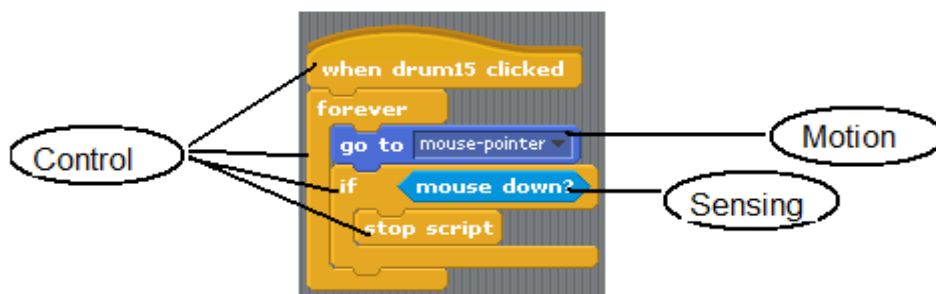 when drum15 clicked
forever
go to mouse-pointer
Motion
Control
if mouse down?
Sensing
stop script